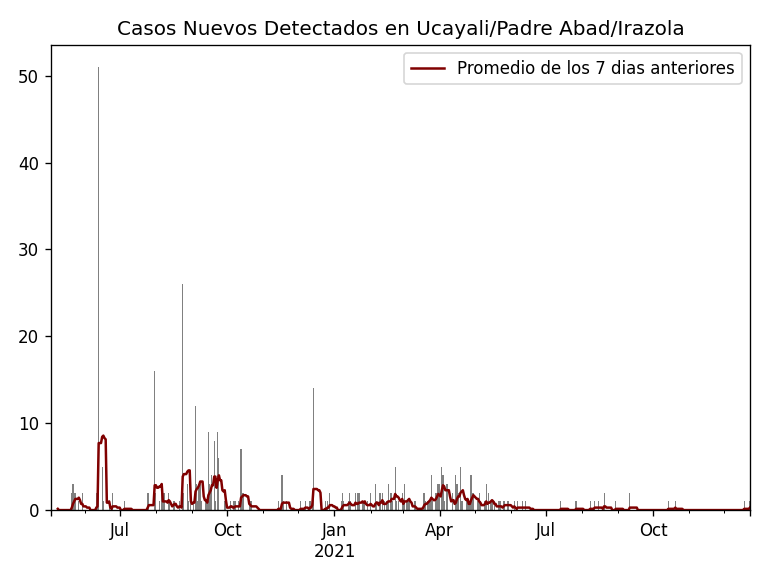 Casos Nuevos Detectados en Ucayali/Padre Abad/Irazola
Promedio de los 7 dias anteriores
50
40
30
20
10
0
Jul Oct Jan Apr Jul Oct
2021